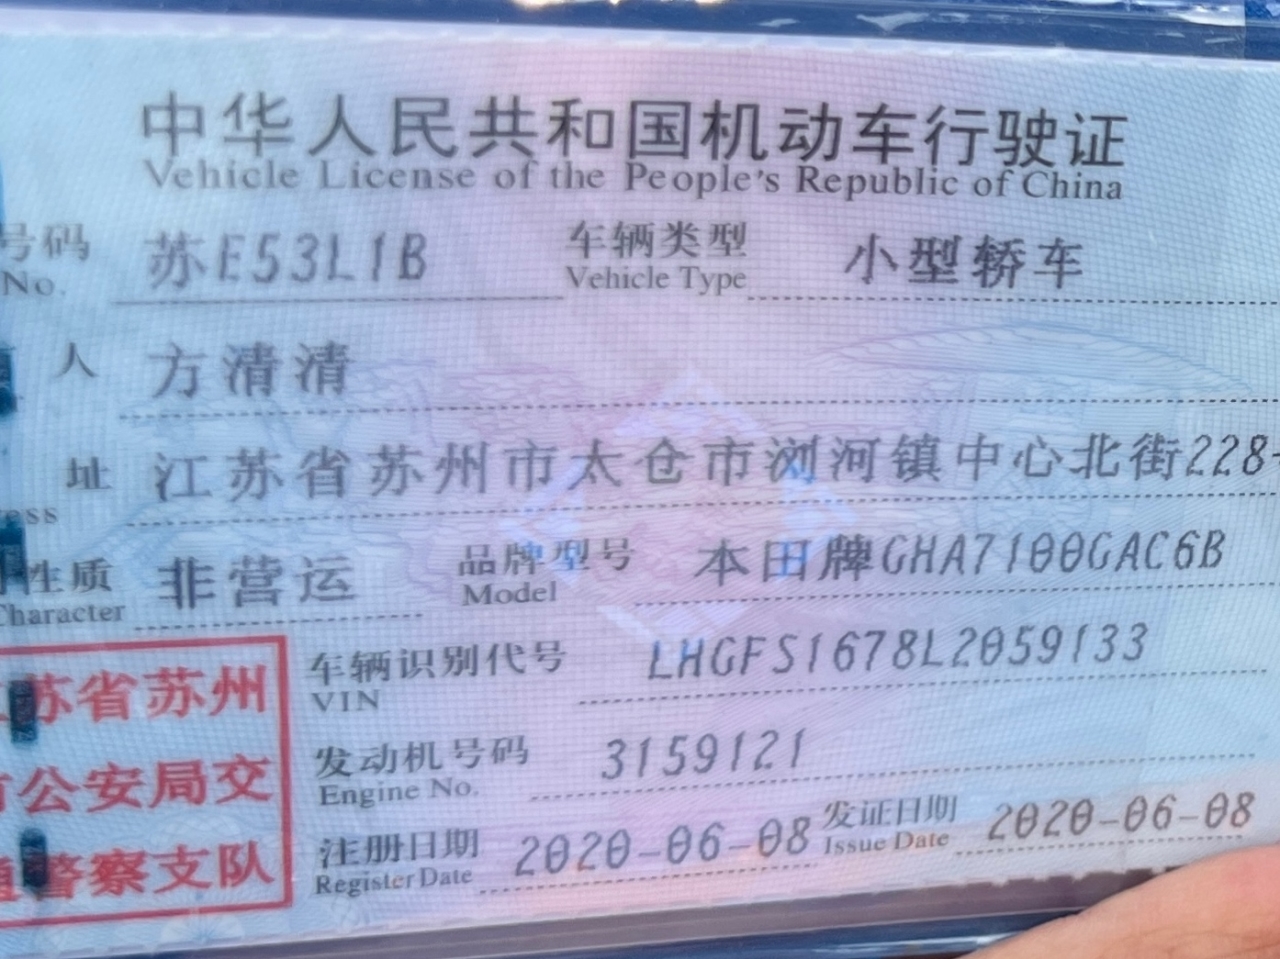 中华人民共和国机动车行驶证
Vehicle License of the People's Republic of China
号码 苏E53L1B 车辆类型 小型轿车
No. Vehicle Type
人 方清清
址 江苏省苏州市太仓市浏河镇中心北街228-
ess
性质 非营运 品牌型号 本田牌GHA7100GAC6B
Character Model
车辆识别代号 LHGFS1678L2059133
VIN
发动机号码 3159121
Engine No.
注册日期 2020-06-08 发证日期 2020-06-08
Register Date Issue Date
苏省苏州
公安局交
警察支队